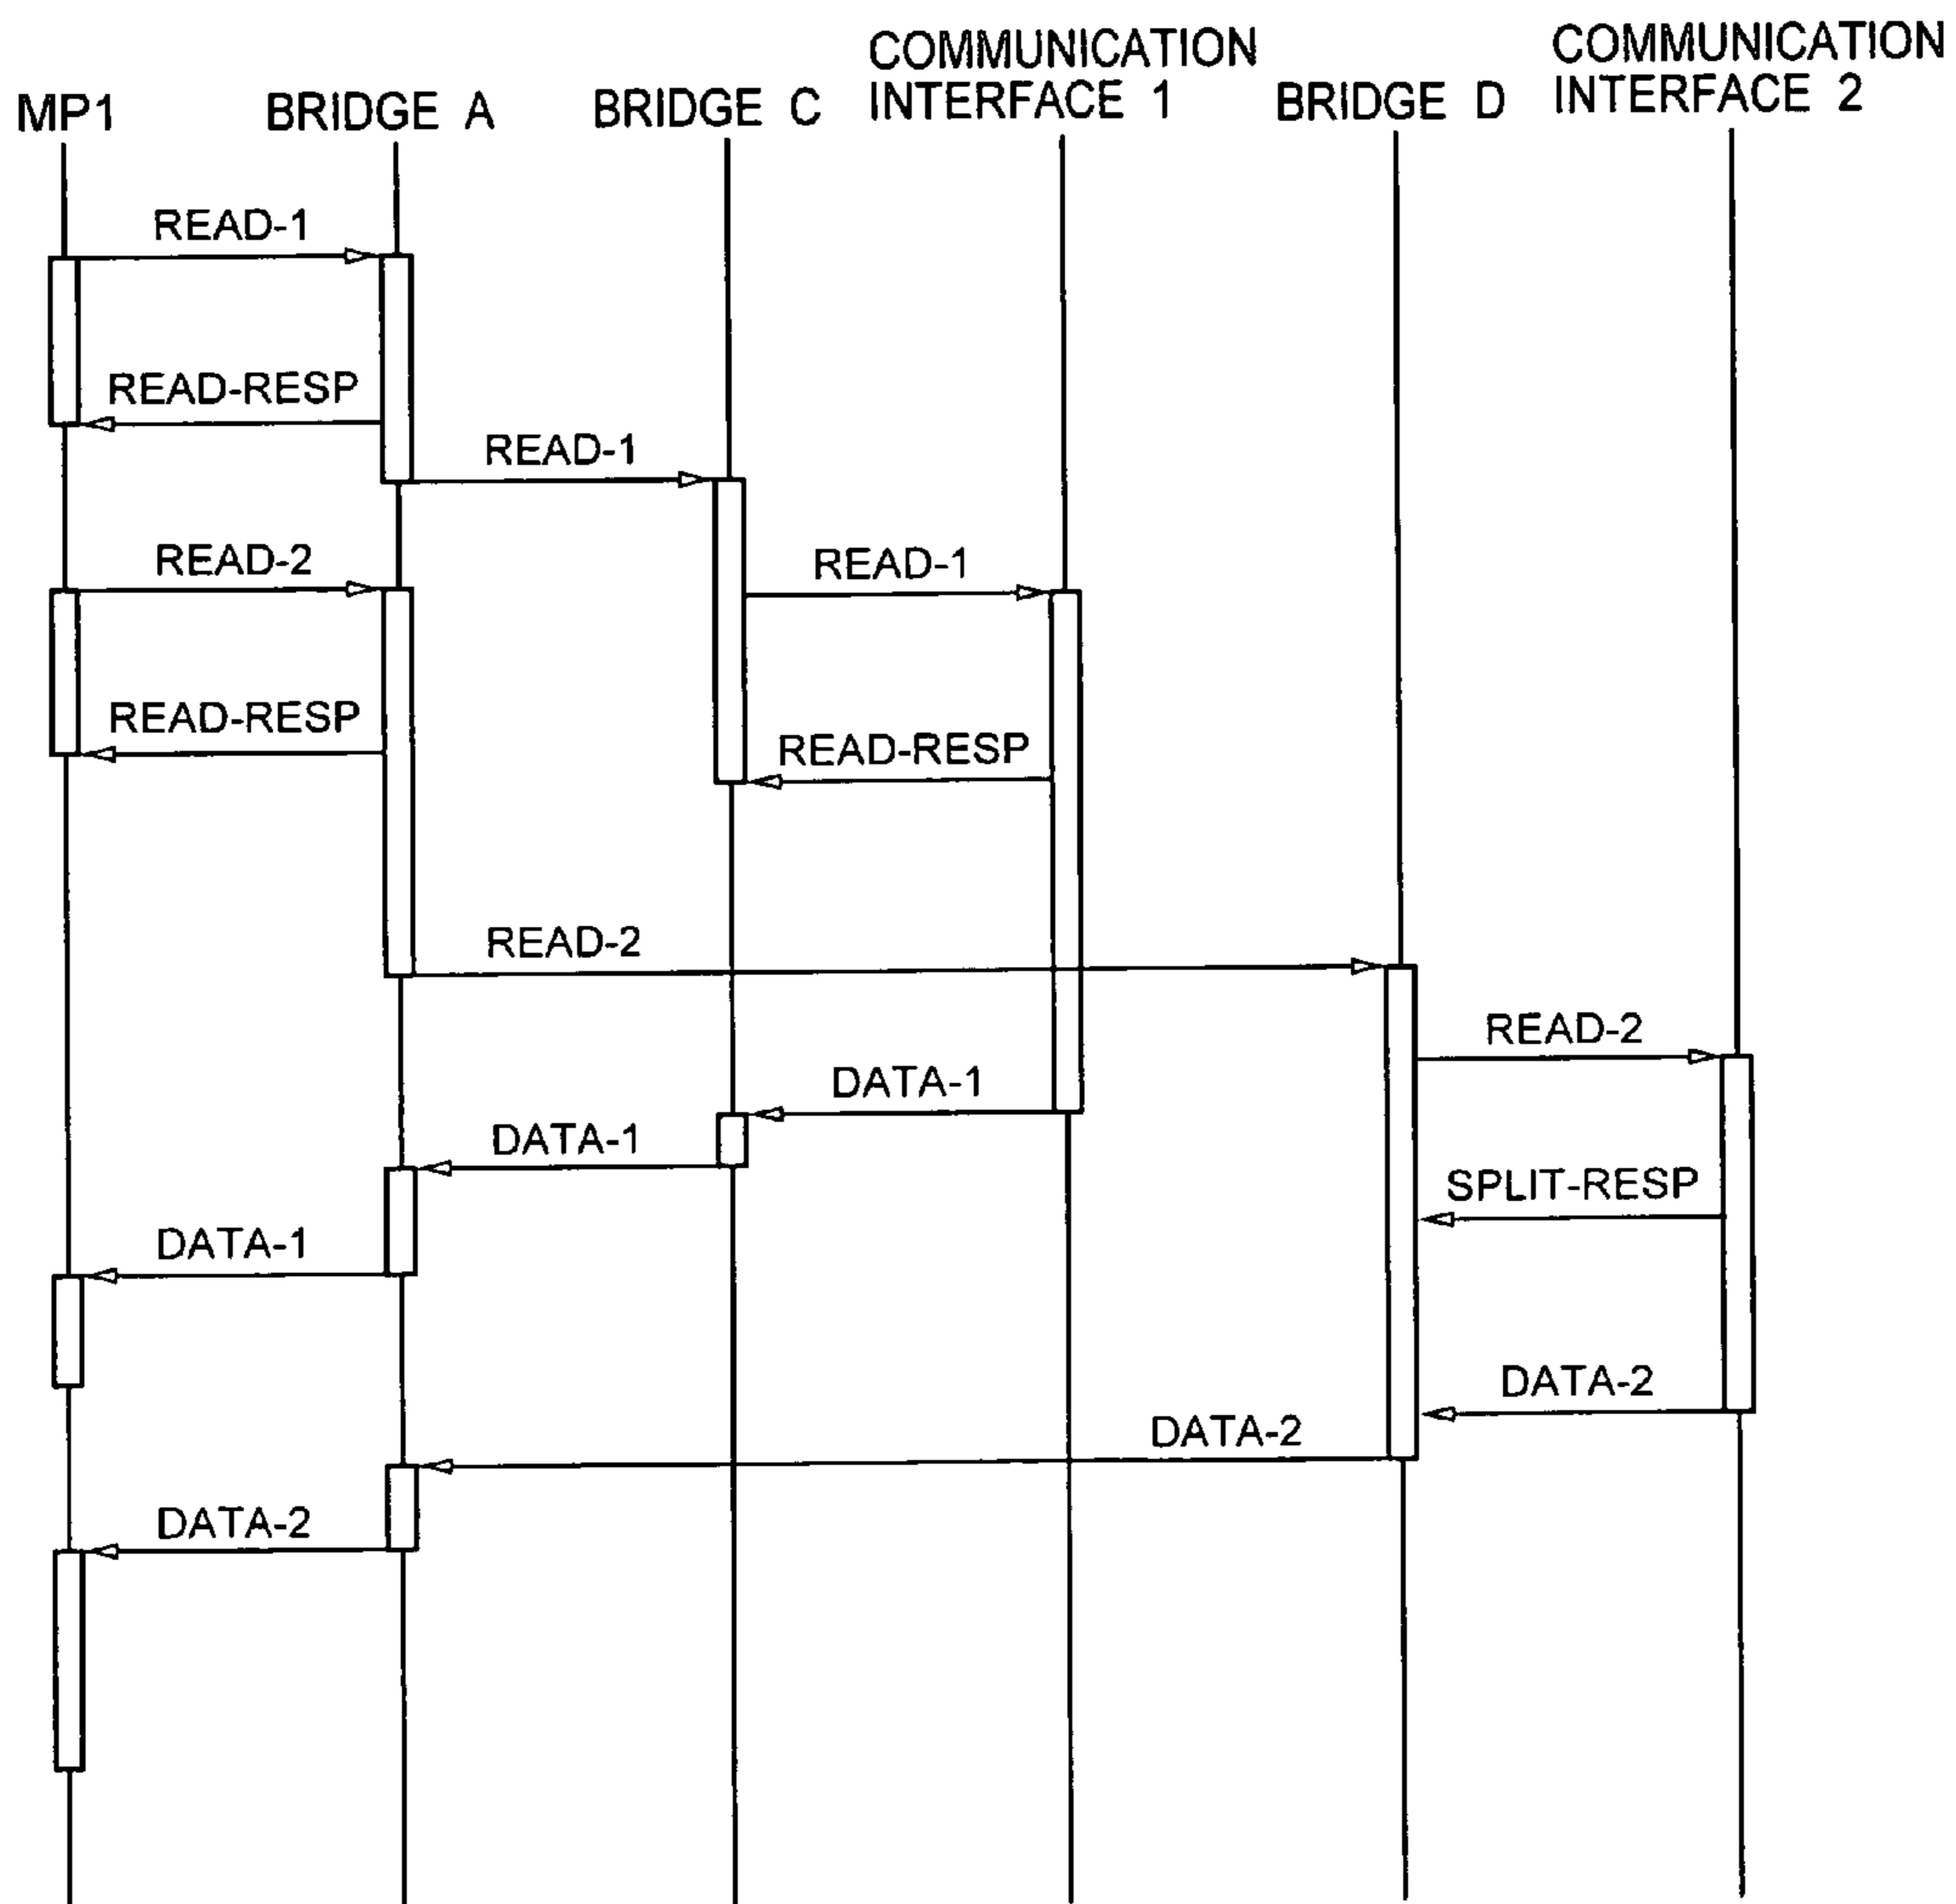 MP1
BRIDGE A
BRIDGE C
COMMUNICATION
INTERFACE 1
BRIDGE D
COMMUNICATION
INTERFACE 2
READ-1
READ-RESP
READ-1
READ-2
READ-1
READ-RESP
READ-RESP
READ-2
READ-2
DATA-1
DATA-1
SPLIT-RESP
DATA-1
DATA-2
DATA-2
DATA-2